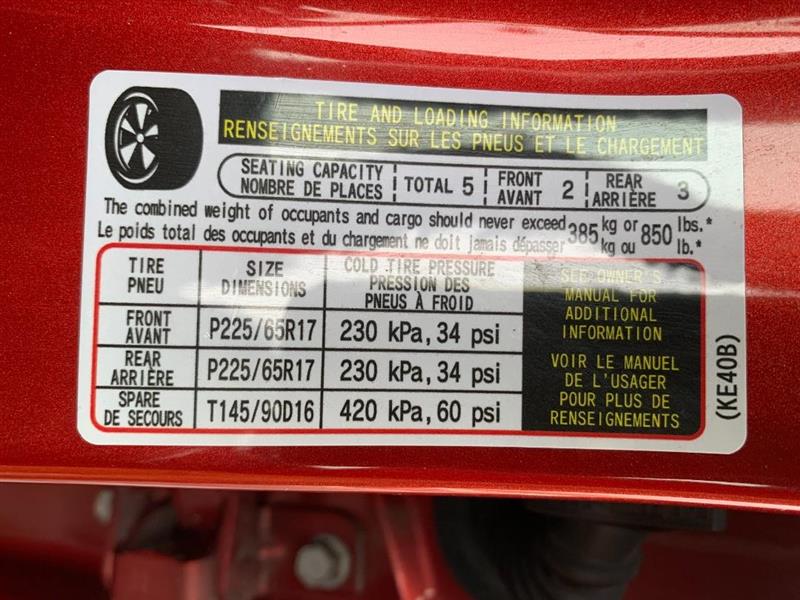 TIRE AND LOADING INFORMATION
RENSEIGNEMENTS SUR LES PNEUS ET LE CHARGEMENT
SEATING CAPACITY
NOMBRE DE PLACES
TOTAL 5
FRONT
AVANT
2
REAR
ARRIÈRE
3
The combined weight of occupants and cargo should never exceed 385 kg or 850 lbs.*
Le poids total des occupants et du chargement ne doit jamais dépasser 385 kg ou 850 lb.*
TIRE
PNEU
SIZE
DIMENSIONS
COLD TIRE PRESSURE
PRESSION DES
PNEUS À FROID
FRONT
AVANT
P225/65R17
230 kPa, 34 psi
REAR
ARRIÈRE
P225/65R17
230 kPa, 34 psi
SPARE
DE SECOURS
T145/90D16
420 kPa, 60 psi
SEE OWNER'S
MANUAL FOR
ADDITIONAL
INFORMATION
VOIR LE MANUEL
DE L'USAGER
POUR PLUS DE
RENSEIGNEMENTS
(KE40B)